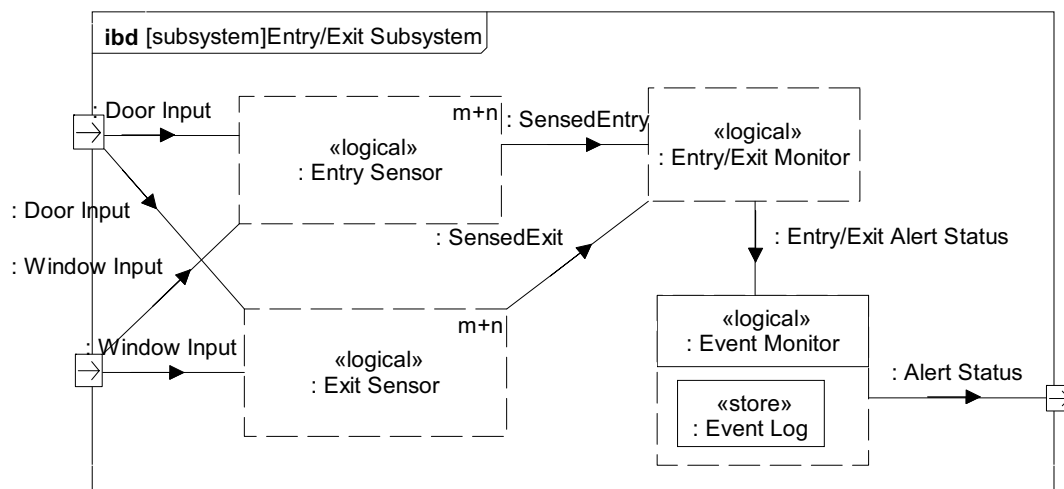 ibd [subsystem]Entry/Exit Subsystem
: Door Input
m+n
«logical»
: Entry Sensor
: SensedEntry
«logical»
: Entry/Exit Monitor
: Door Input
: SensedExit
: Entry/Exit Alert Status
: Window Input
: Window Input
m+n
«logical»
: Exit Sensor
«logical»
: Event Monitor
: Alert Status
«store»
: Event Log